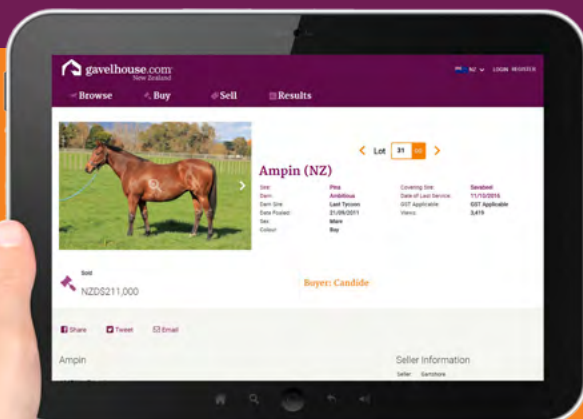 gavelhouse.com
New Zealand
NZ LOGIN REGISTER
Browse Buy Sell Results
Lot 31 GO
Ampin (NZ)
Sire: Pins Covering Sire: Savabeel
Dam: Ambitious Date of Last Service: 11/10/2016
Dam Sire: Last Tycoon GST Applicable: GST Applicable
Date Foaled: 21/09/2011 Views: 3,419
Sex: Mare
Colour: Bay
Sold
NZD$211,000
Buyer: Candide
Share Tweet Email
Ampin Seller Information
Seller: